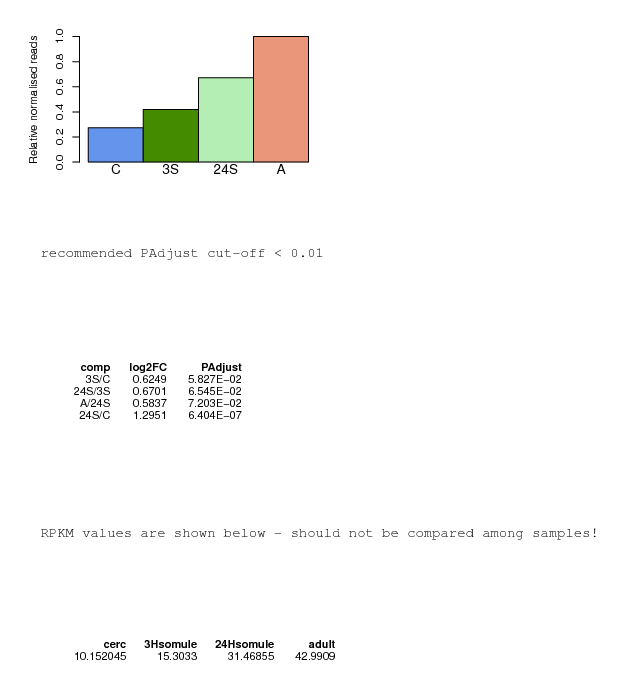 Relative normalised reads
1.0
0.8
0.6
0.4
0.2
0.0
C 3S 24S A
recommended PAdjust cut-off < 0.01
comp log2FC PAdjust
3S/C 0.6249 5.827E-02
24S/3S 0.6701 6.545E-02
A/24S 0.5837 7.203E-02
24S/C 1.2951 6.404E-07
RPKM values are shown below - should not be compared among samples!
cerc 3Hsomule 24Hsomule adult
10.152045 15.3033 31.46855 42.9909